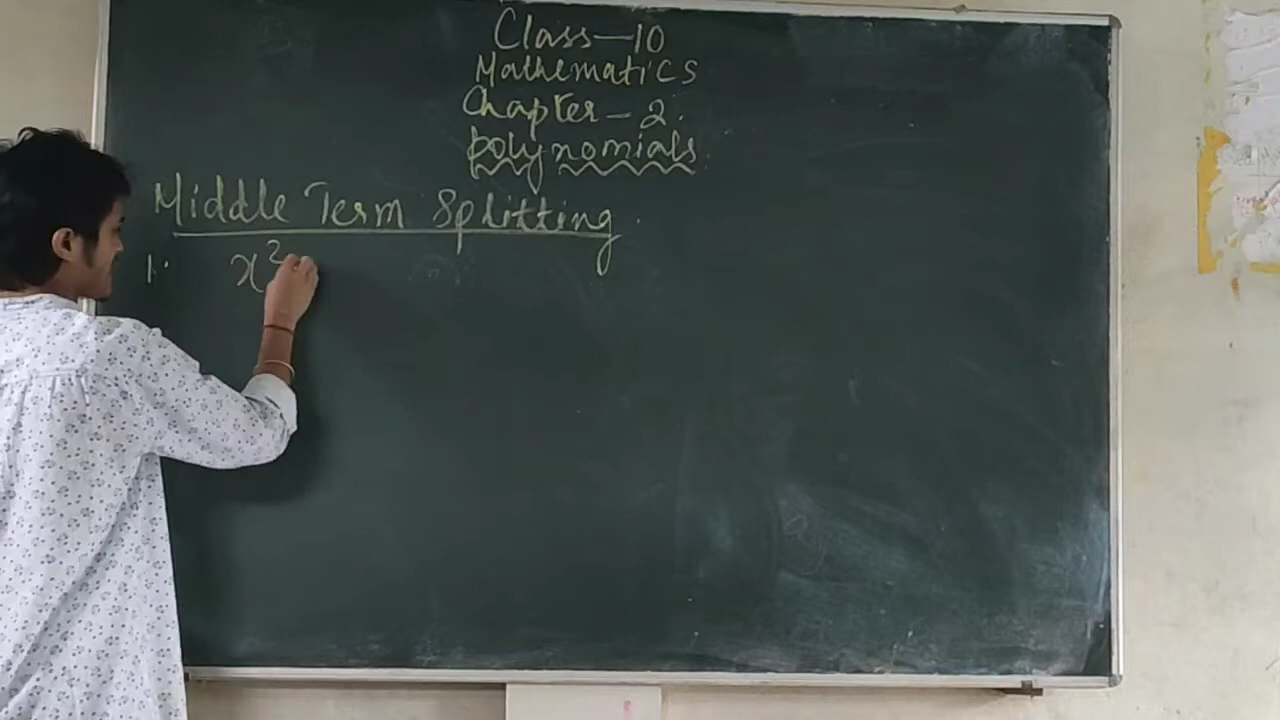 Class-10
Mathematics
Chapter-2.
polynomials
Middle Term Splitting.
1. x²